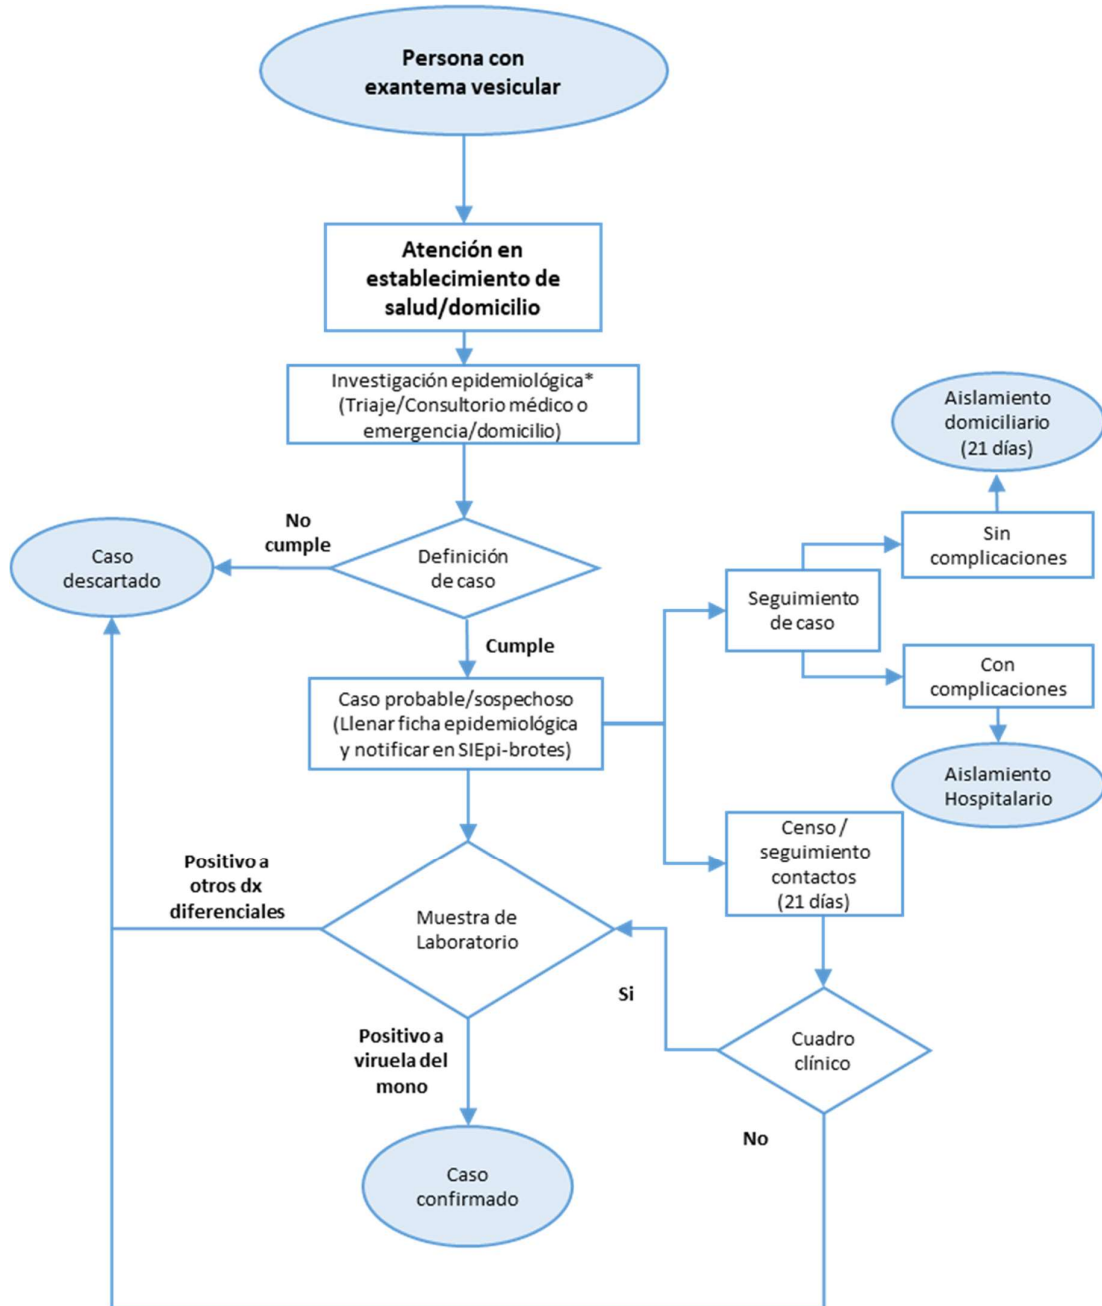 Persona con
exantema vesicular
Atención en
establecimiento de
salud/domicilio
Investigación epidemiológica*
(Triaje/Consultorio médico o
emergencia/domicilio)
Aislamiento
domiciliario
(21 días)
No
cumple
Caso
descartado
Definición
de caso
Sin
complicaciones
Seguimiento
de caso
Cumple
Con
complicaciones
Caso probable/sospechoso
(Llenar ficha epidemiológica
y notificar en SIEpi-brotes)
Aislamiento
Hospitalario
Censo /
seguimiento
contactos
(21 días)
Positivo a
otros dx
diferenciales
Muestra de
Laboratorio
Si
Cuadro
clínico
Positivo a
viruela del
mono
No
Caso
confirmado